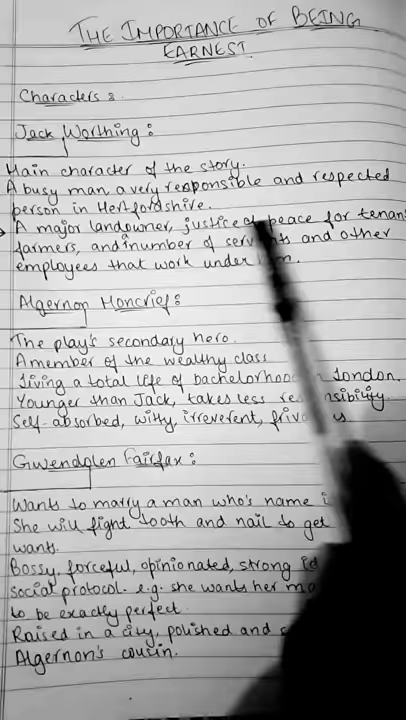 THE IMPORTANCE OF BEING
EARNEST
Characters :
Jack Worthing :
Main character of the story.
A busy man a very responsible and respected
person in Hertfordshire.
A major landowner, justice of peace for tenant
farmers, and number of servants and other
employees that work under him.
Algernon Moncrief :
The play's secondary hero.
A member of the wealthy class
living a total life of bachelorhood in London.
Younger than Jack, takes less responsibility.
Self-absorbed, witty, irreverent,
Gwendolen Fairfax :
Wants to marry a man who's name
She will fight tooth and nail to get
wants.
Bossy, forceful, opinionated, strong
social protocol. e.g. she wants her
to be exactly perfect.
Raised in a city, polished and
Algernon's cousin.